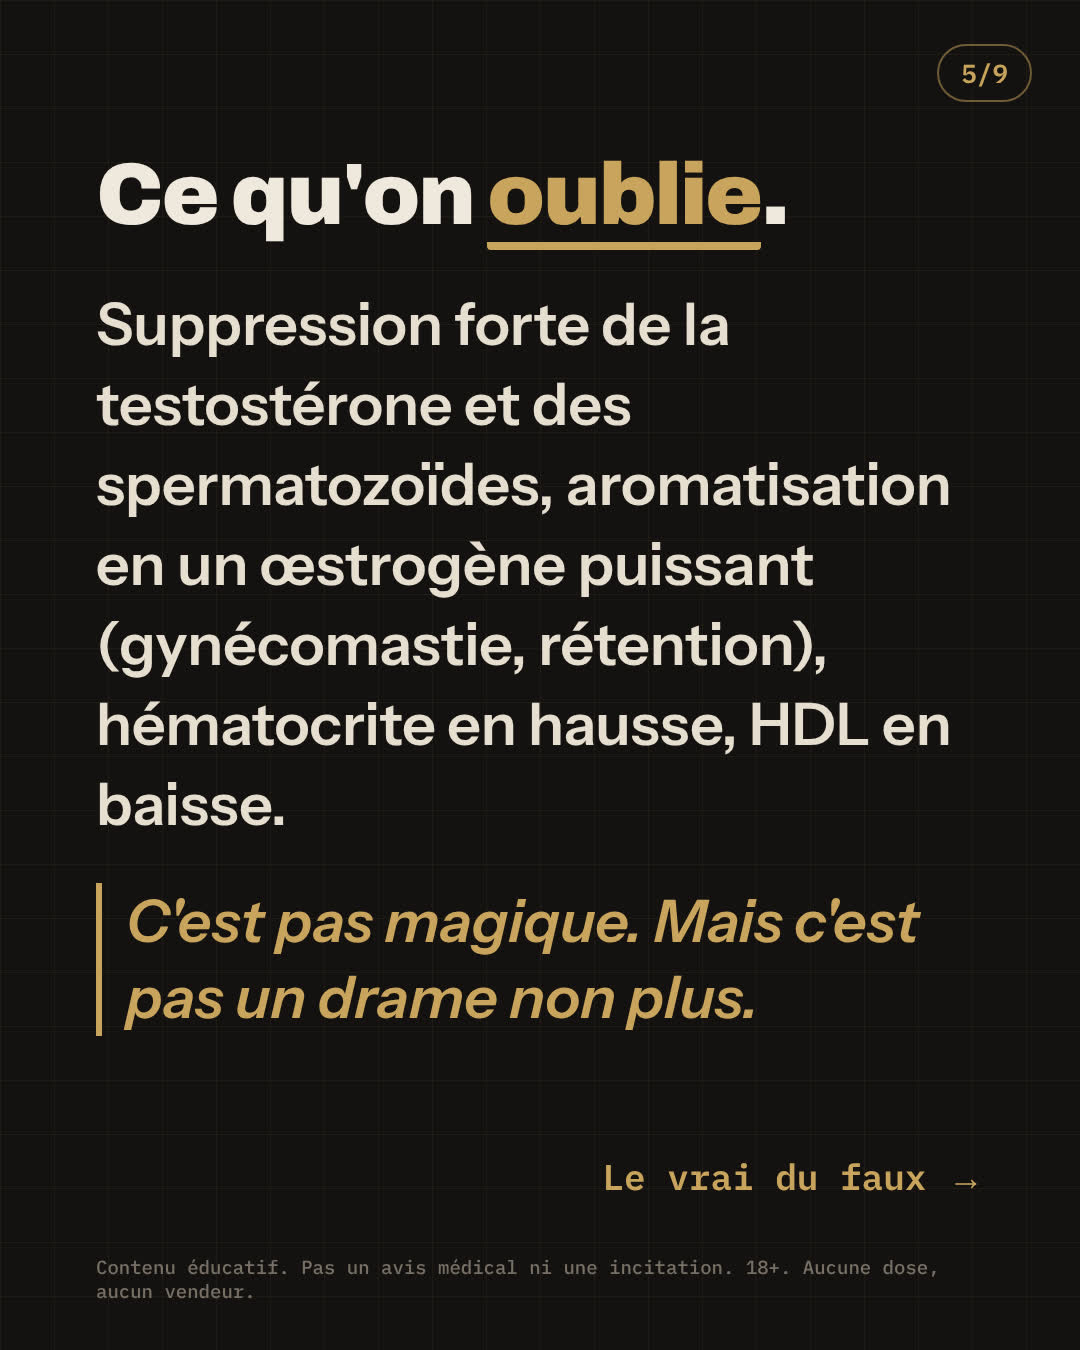 5/9
Ce qu'on oublie.
Suppression forte de la
testostérone et des
spermatozoïdes, aromatisation
en un œstrogène puissant
(gynécomastie, rétention),
hématocrite en hausse, HDL en
baisse.
C'est pas magique. Mais c'est
pas un drame non plus.
Le vrai du faux →
Contenu éducatif. Pas un avis médical ni une incitation. 18+. Aucune dose,
aucun vendeur.